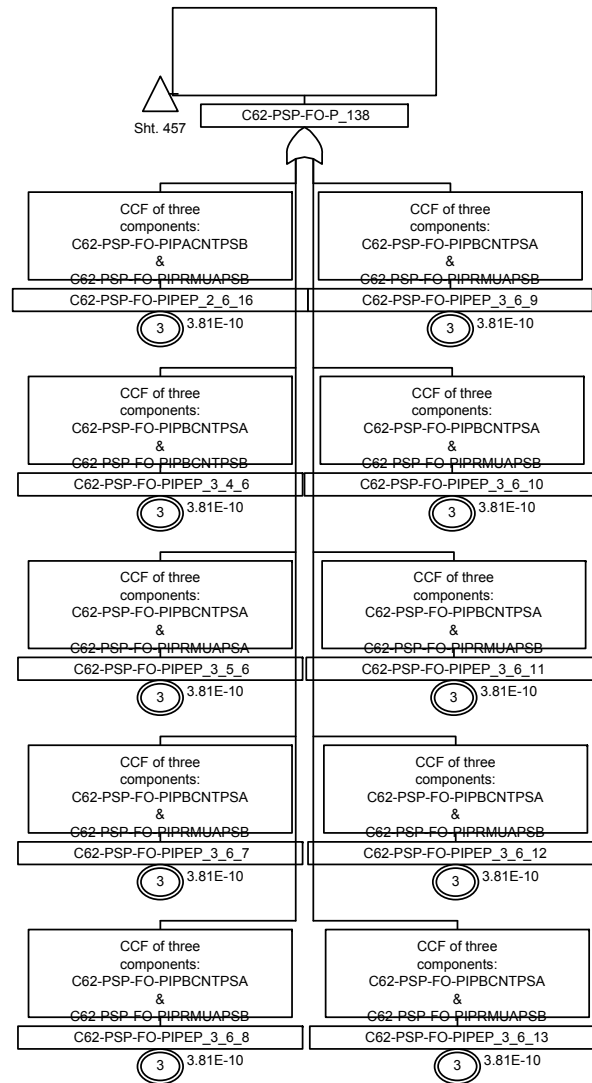 Sht. 457
C62-PSP-FO-P_138
CCF of three
components:
C62-PSP-FO-PIPACNTPSB
&
C62-PSP-FO-PIPRMUAPSB
C62-PSP-FO-PIPEP_2_6_16
3
3.81E-10
CCF of three
components:
C62-PSP-FO-PIPBCNTPSA
&
C62-PSP-FO-PIPRMUAPSB
C62-PSP-FO-PIPEP_3_6_9
3
3.81E-10
CCF of three
components:
C62-PSP-FO-PIPBCNTPSA
&
C62-PSP-FO-PIPBCNTPSB
C62-PSP-FO-PIPEP_3_4_6
3
3.81E-10
CCF of three
components:
C62-PSP-FO-PIPBCNTPSA
&
C62-PSP-FO-PIPRMUAPSB
C62-PSP-FO-PIPEP_3_6_10
3
3.81E-10
CCF of three
components:
C62-PSP-FO-PIPBCNTPSA
&
C62-PSP-FO-PIPRMUAPSA
C62-PSP-FO-PIPEP_3_5_6
3
3.81E-10
CCF of three
components:
C62-PSP-FO-PIPBCNTPSA
&
C62-PSP-FO-PIPRMUAPSB
C62-PSP-FO-PIPEP_3_6_11
3
3.81E-10
CCF of three
components:
C62-PSP-FO-PIPBCNTPSA
&
C62-PSP-FO-PIPRMUAPSB
C62-PSP-FO-PIPEP_3_6_7
3
3.81E-10
CCF of three
components:
C62-PSP-FO-PIPBCNTPSA
&
C62-PSP-FO-PIPRMUAPSB
C62-PSP-FO-PIPEP_3_6_12
3
3.81E-10
CCF of three
components:
C62-PSP-FO-PIPBCNTPSA
&
C62-PSP-FO-PIPRMUAPSB
C62-PSP-FO-PIPEP_3_6_8
3
3.81E-10
CCF of three
components:
C62-PSP-FO-PIPBCNTPSA
&
C62-PSP-FO-PIPRMUAPSB
C62-PSP-FO-PIPEP_3_6_13
3
3.81E-10